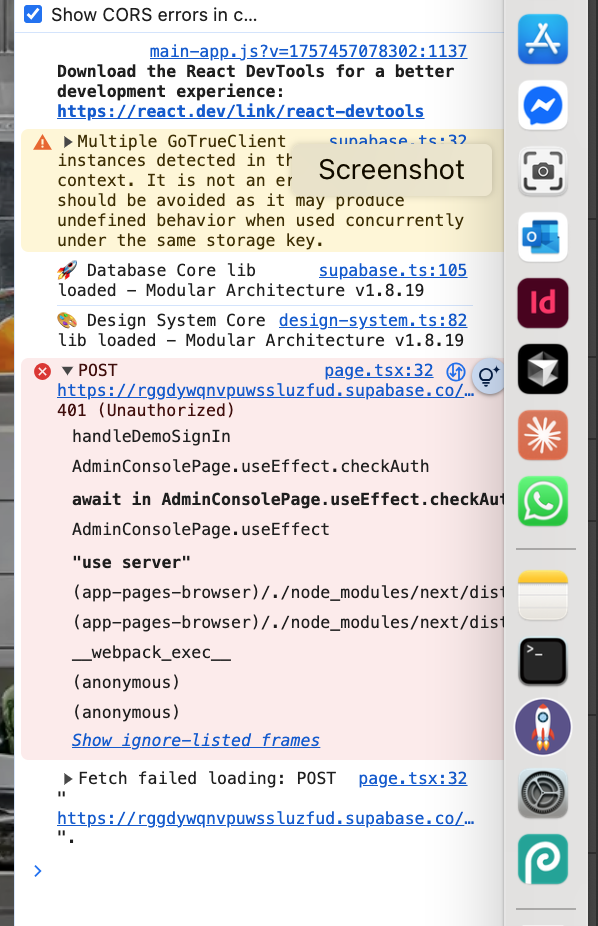 Show CORS errors in c...
main-app.js?v=1757457078302:1137
Download the React DevTools for a better
development experience:
https://react.dev/link/react-devtools
Multiple GoTrueClient supabase.ts:32
instances detected in th
context. It is not an er
Screenshot
should be avoided as it may produce
undefined behavior when used concurrently
under the same storage key.
🚀 Database Core lib supabase.ts:105
loaded – Modular Architecture v1.8.19
🎨 Design System Core design-system.ts:82
lib loaded – Modular Architecture v1.8.19
POST page.tsx:32
https://rggdywqnvpuwssluzfud.supabase.co/…
401 (Unauthorized)
handleDemoSignIn
AdminConsolePage.useEffect.checkAuth
await in AdminConsolePage.useEffect.checkAut
AdminConsolePage.useEffect
"use server"
(app-pages-browser)/./node_modules/next/dist
(app-pages-browser)/./node_modules/next/dist
__webpack_exec__
(anonymous)
(anonymous)
Show ignore-listed frames
Fetch failed loading: POST page.tsx:32
"
https://rggdywqnvpuwssluzfud.supabase.co/…
".
Id